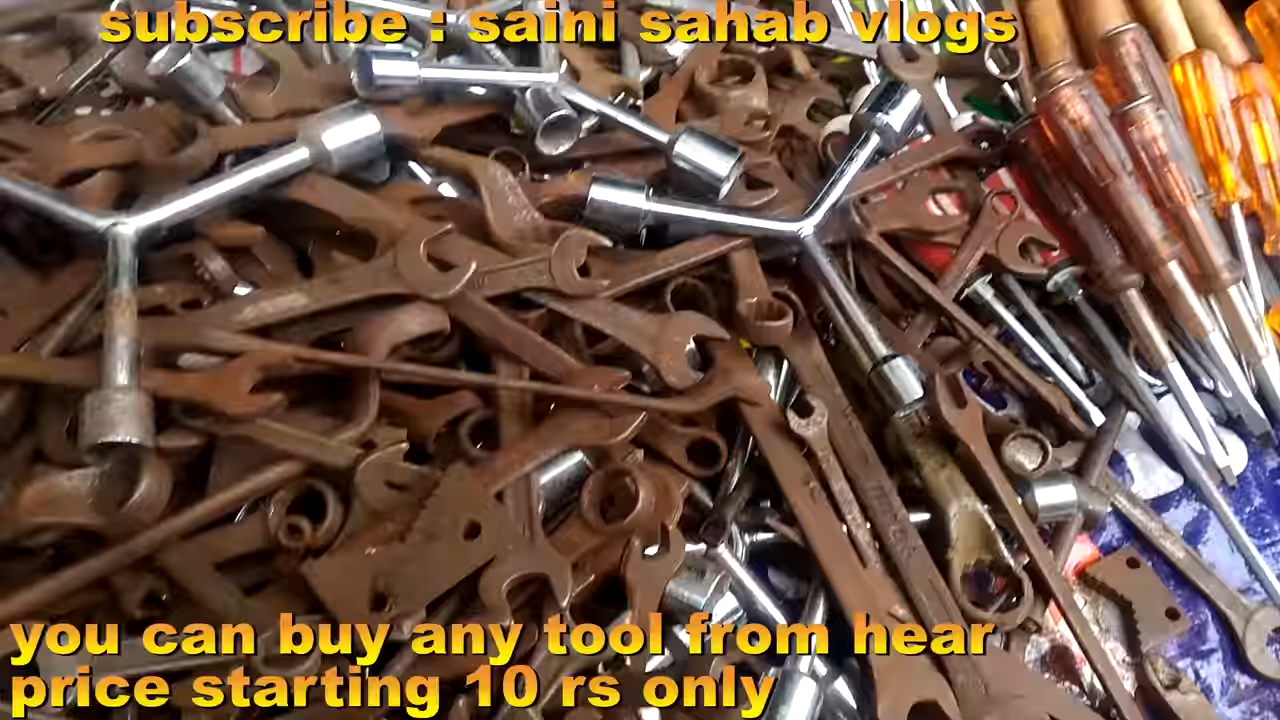 subscribe : saini sahab vlogs
you can buy any tool from hear
price starting 10 rs only